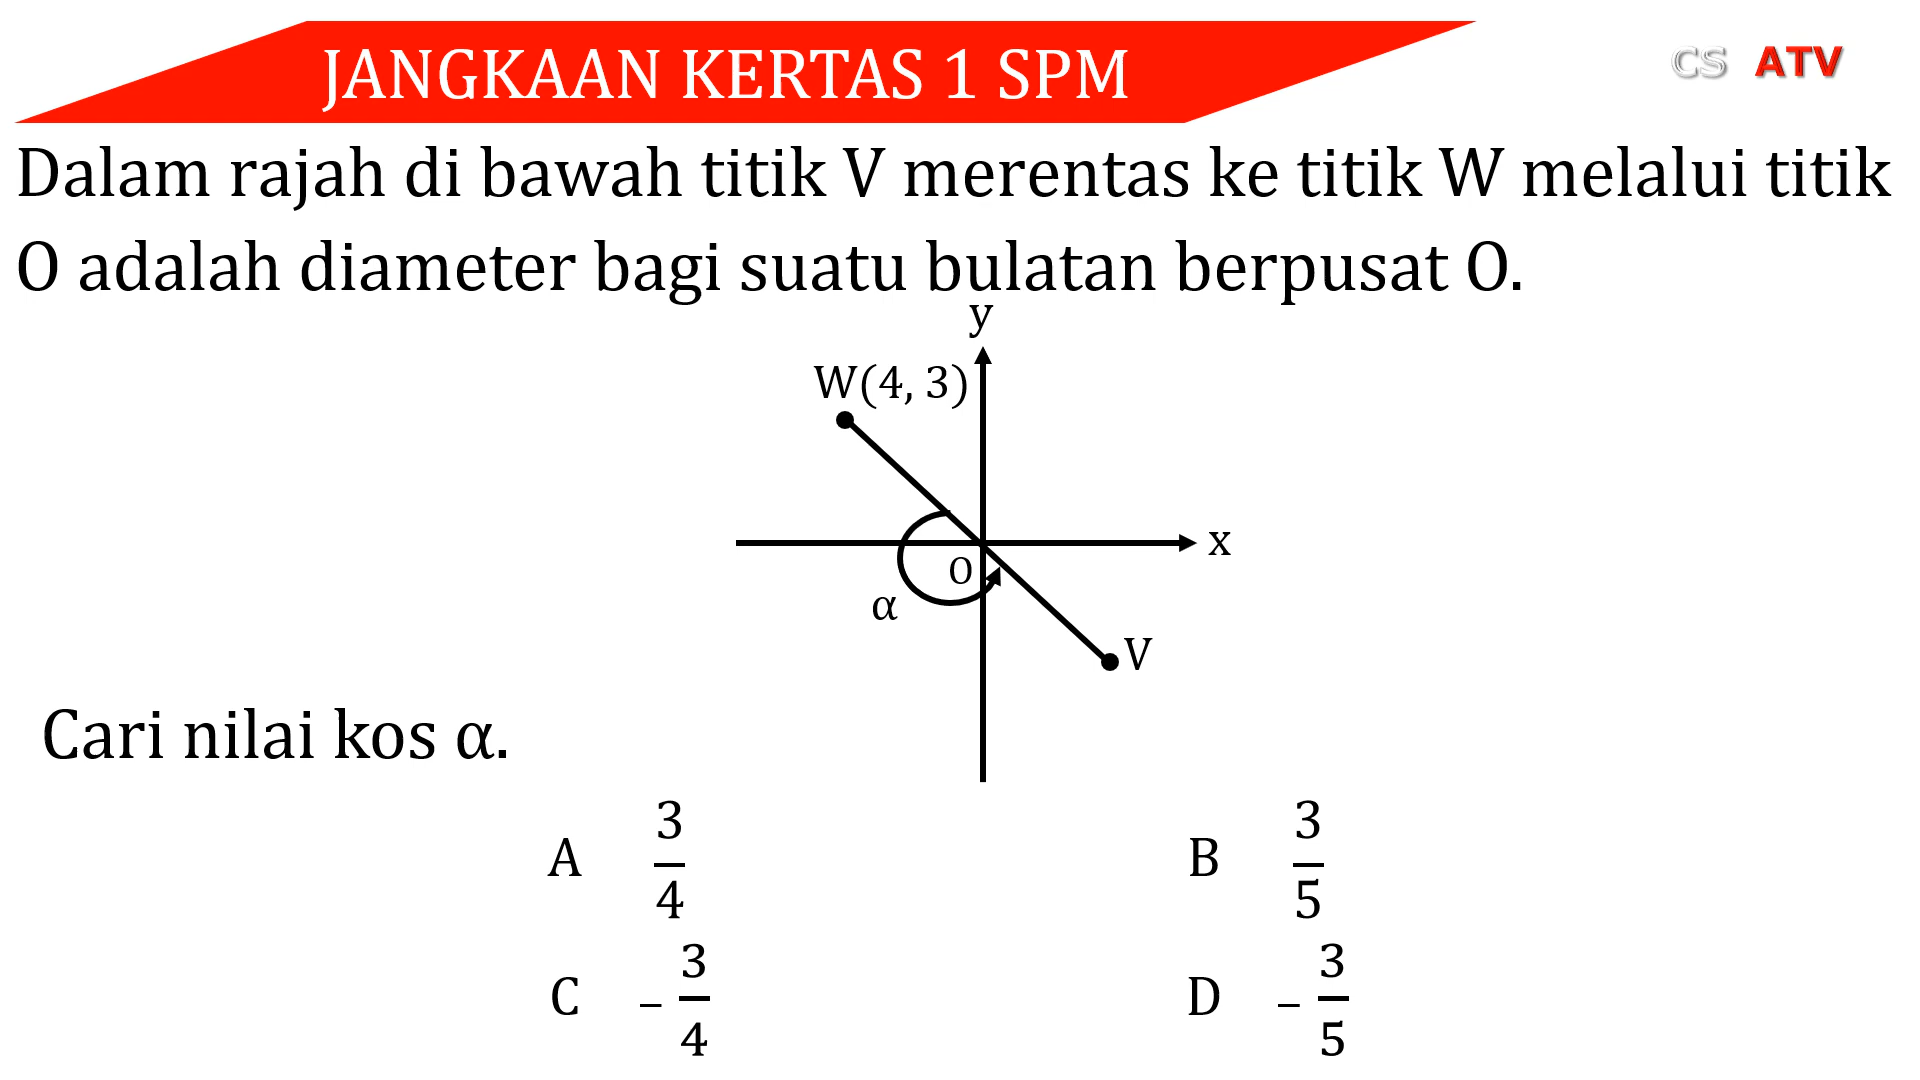 JANGKAAN KERTAS 1 SPM
CS ATV
Dalam rajah di bawah titik V merentas ke titik W melalui titik
O adalah diameter bagi suatu bulatan berpusat O.
y
W(4, 3)
x
O
α
V
Cari nilai kos α.
A 3/4
B 3/5
C – 3/4
D – 3/5